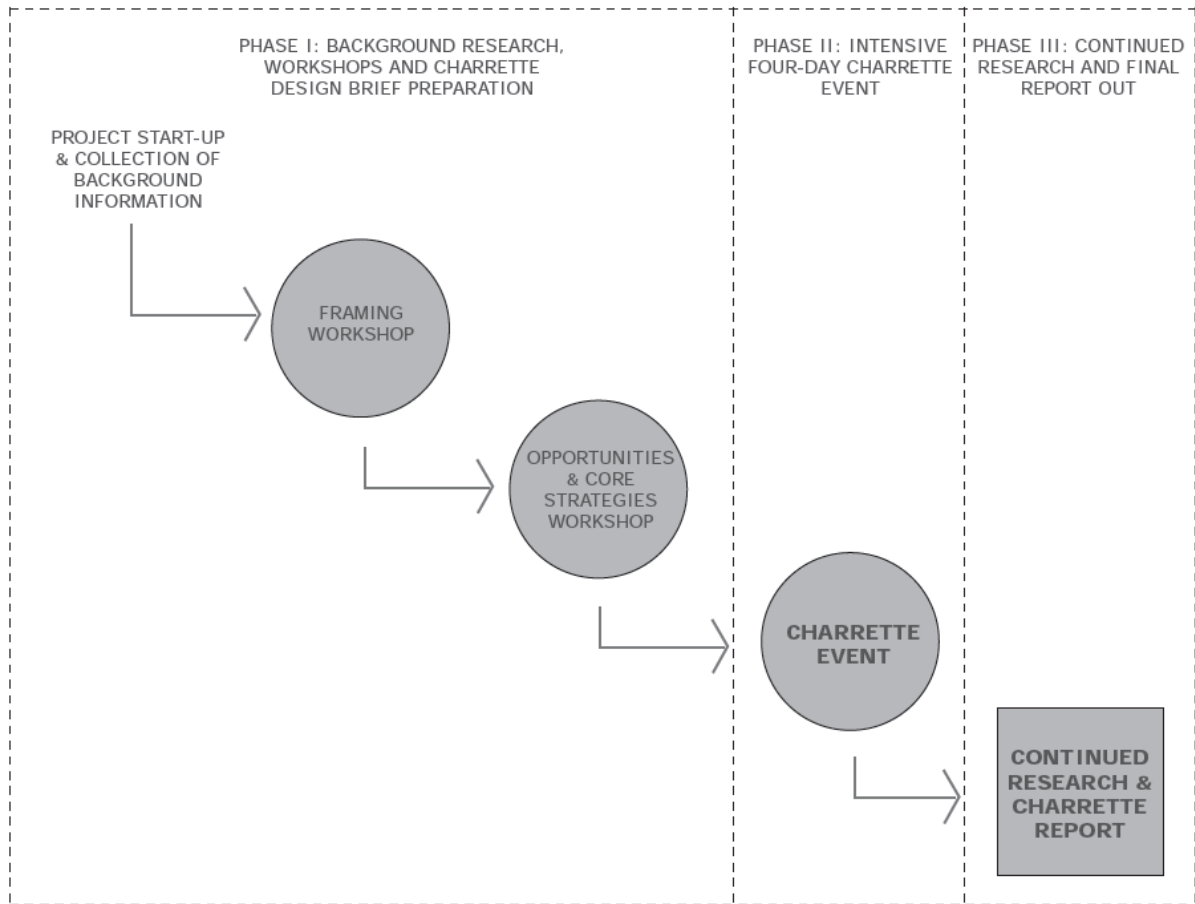 PHASE I: BACKGROUND RESEARCH,
WORKSHOPS AND CHARRETTE
DESIGN BRIEF PREPARATION
PHASE II: INTENSIVE
FOUR-DAY CHARRETTE
EVENT
PHASE III: CONTINUED
RESEARCH AND FINAL
REPORT OUT
PROJECT START-UP
& COLLECTION OF
BACKGROUND
INFORMATION
FRAMING
WORKSHOP
OPPORTUNITIES
& CORE
STRATEGIES
WORKSHOP
CHARRETTE
EVENT
CONTINUED
RESEARCH &
CHARRETTE
REPORT